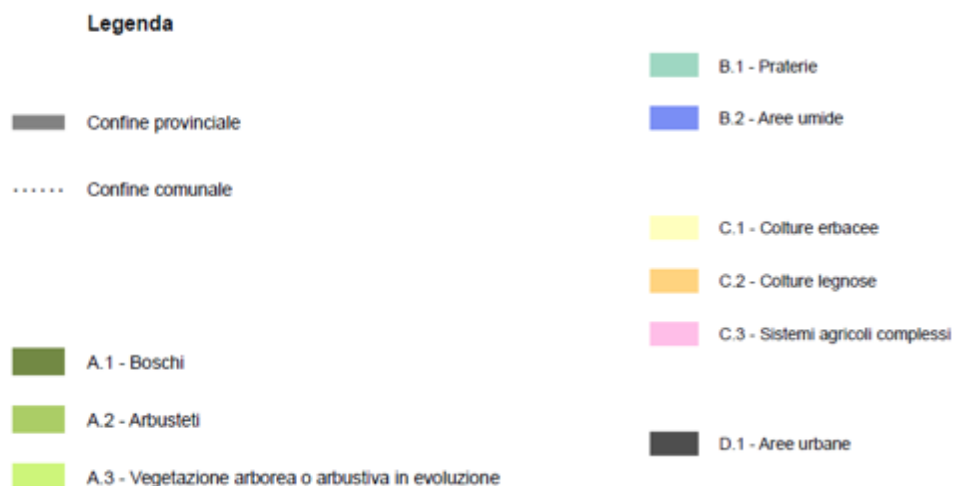 Legenda
Confine provinciale
Confine comunale
A.1 - Boschi
A.2 - Arbusteti
A.3 - Vegetazione arborea o arbustiva in evoluzione
B.1 - Praterie
B.2 - Aree umide
C.1 - Colture erbacee
C.2 - Colture legnose
C.3 - Sistemi agricoli complessi
D.1 - Aree urbane